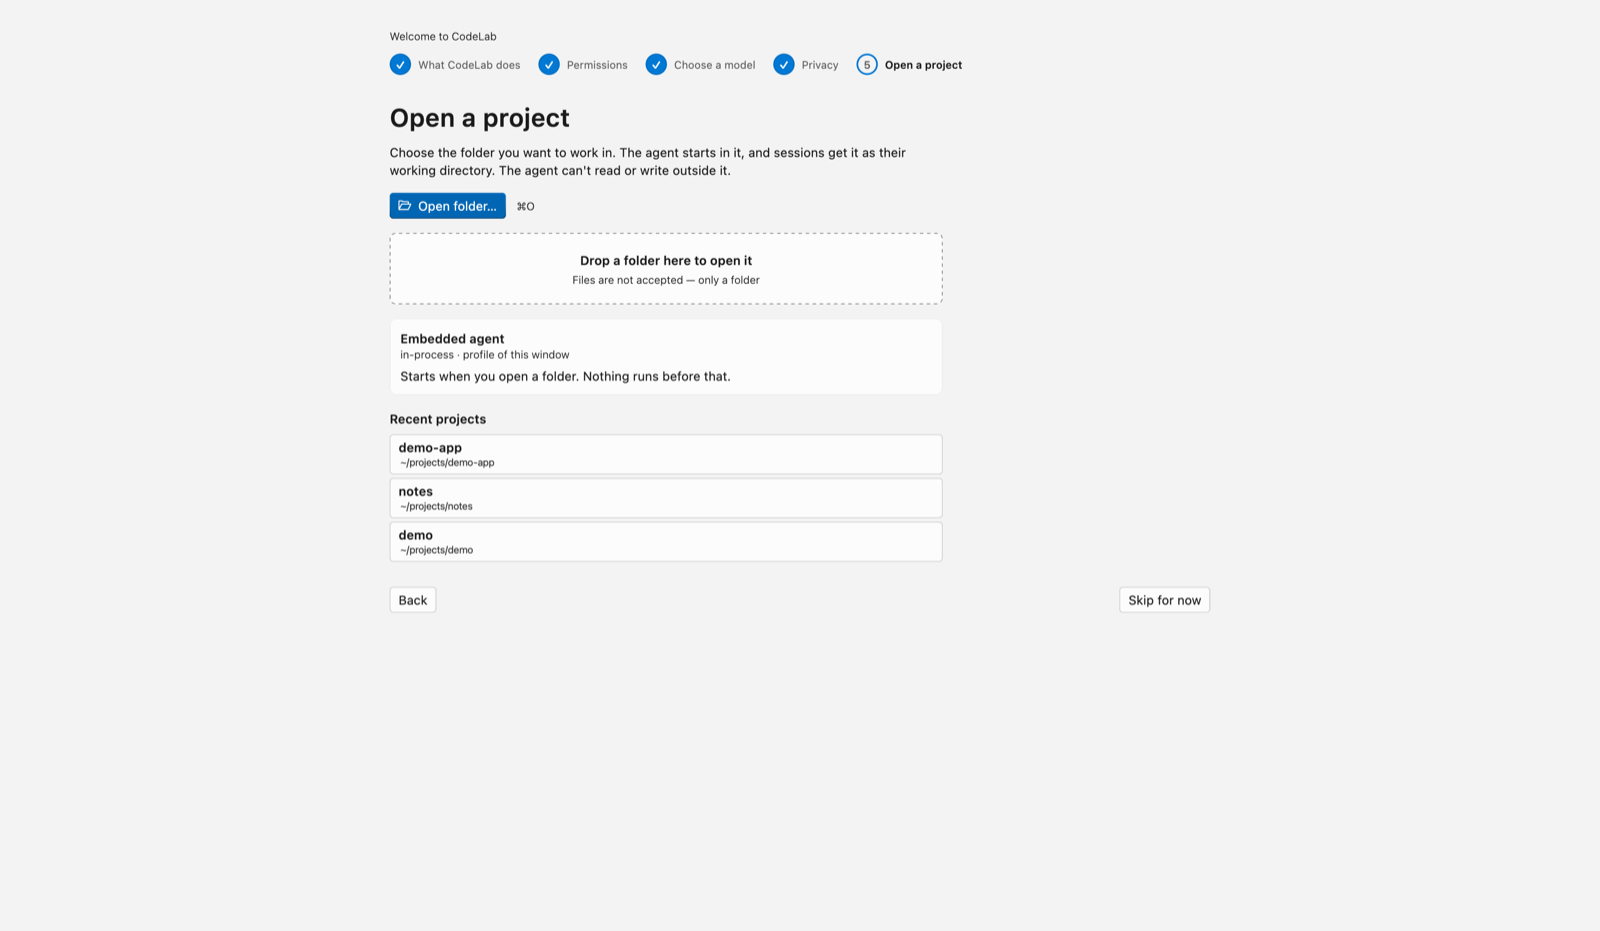 Welcome to CodeLab
What CodeLab does
Permissions
Choose a model
Privacy
5 Open a project
Open a project
Choose the folder you want to work in. The agent starts in it, and sessions get it as their
working directory. The agent can't read or write outside it.
Open folder... ⌘O
Drop a folder here to open it
Files are not accepted — only a folder
Embedded agent
in-process · profile of this window
Starts when you open a folder. Nothing runs before that.
Recent projects
demo-app
~/projects/demo-app
notes
~/projects/notes
demo
~/projects/demo
Back
Skip for now